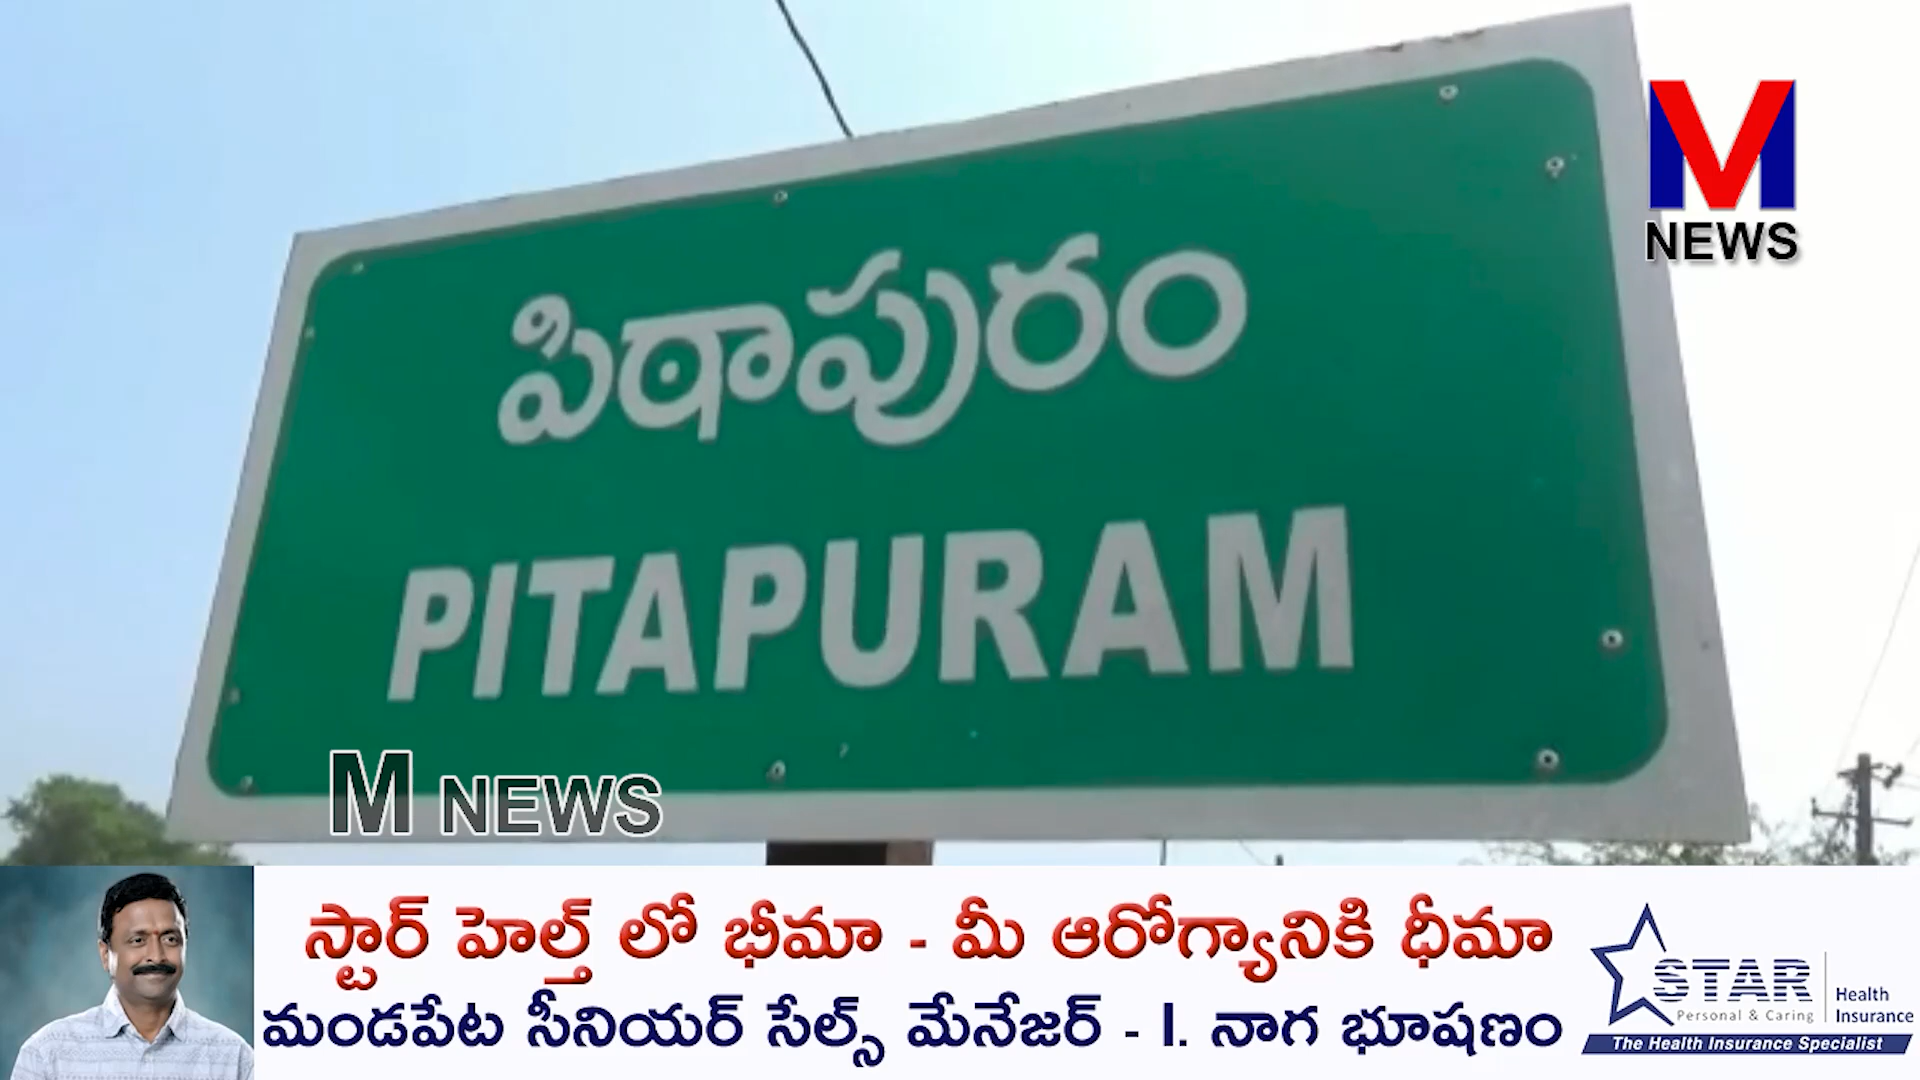 M
NEWS
పిఠాపురం
PITAPURAM
M NEWS
స్టార్ హెల్త్ లో భీమా - మీ ఆరోగ్యానికి ధీమా
మండపేట సీనియర్ సేల్స్ మేనేజర్ - I. నాగ భూషణం
STAR
Health
Insurance
Personal & Caring
The Health Insurance Specialist